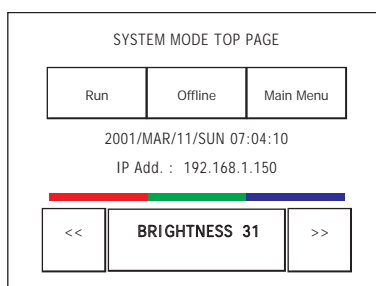 SYSTEM MODE TOP PAGE
Run Offline Main Menu
2001/MAR/11/SUN 07:04:10
IP Add. : 192.168.1.150
<< BRIGHTNESS 31 >>